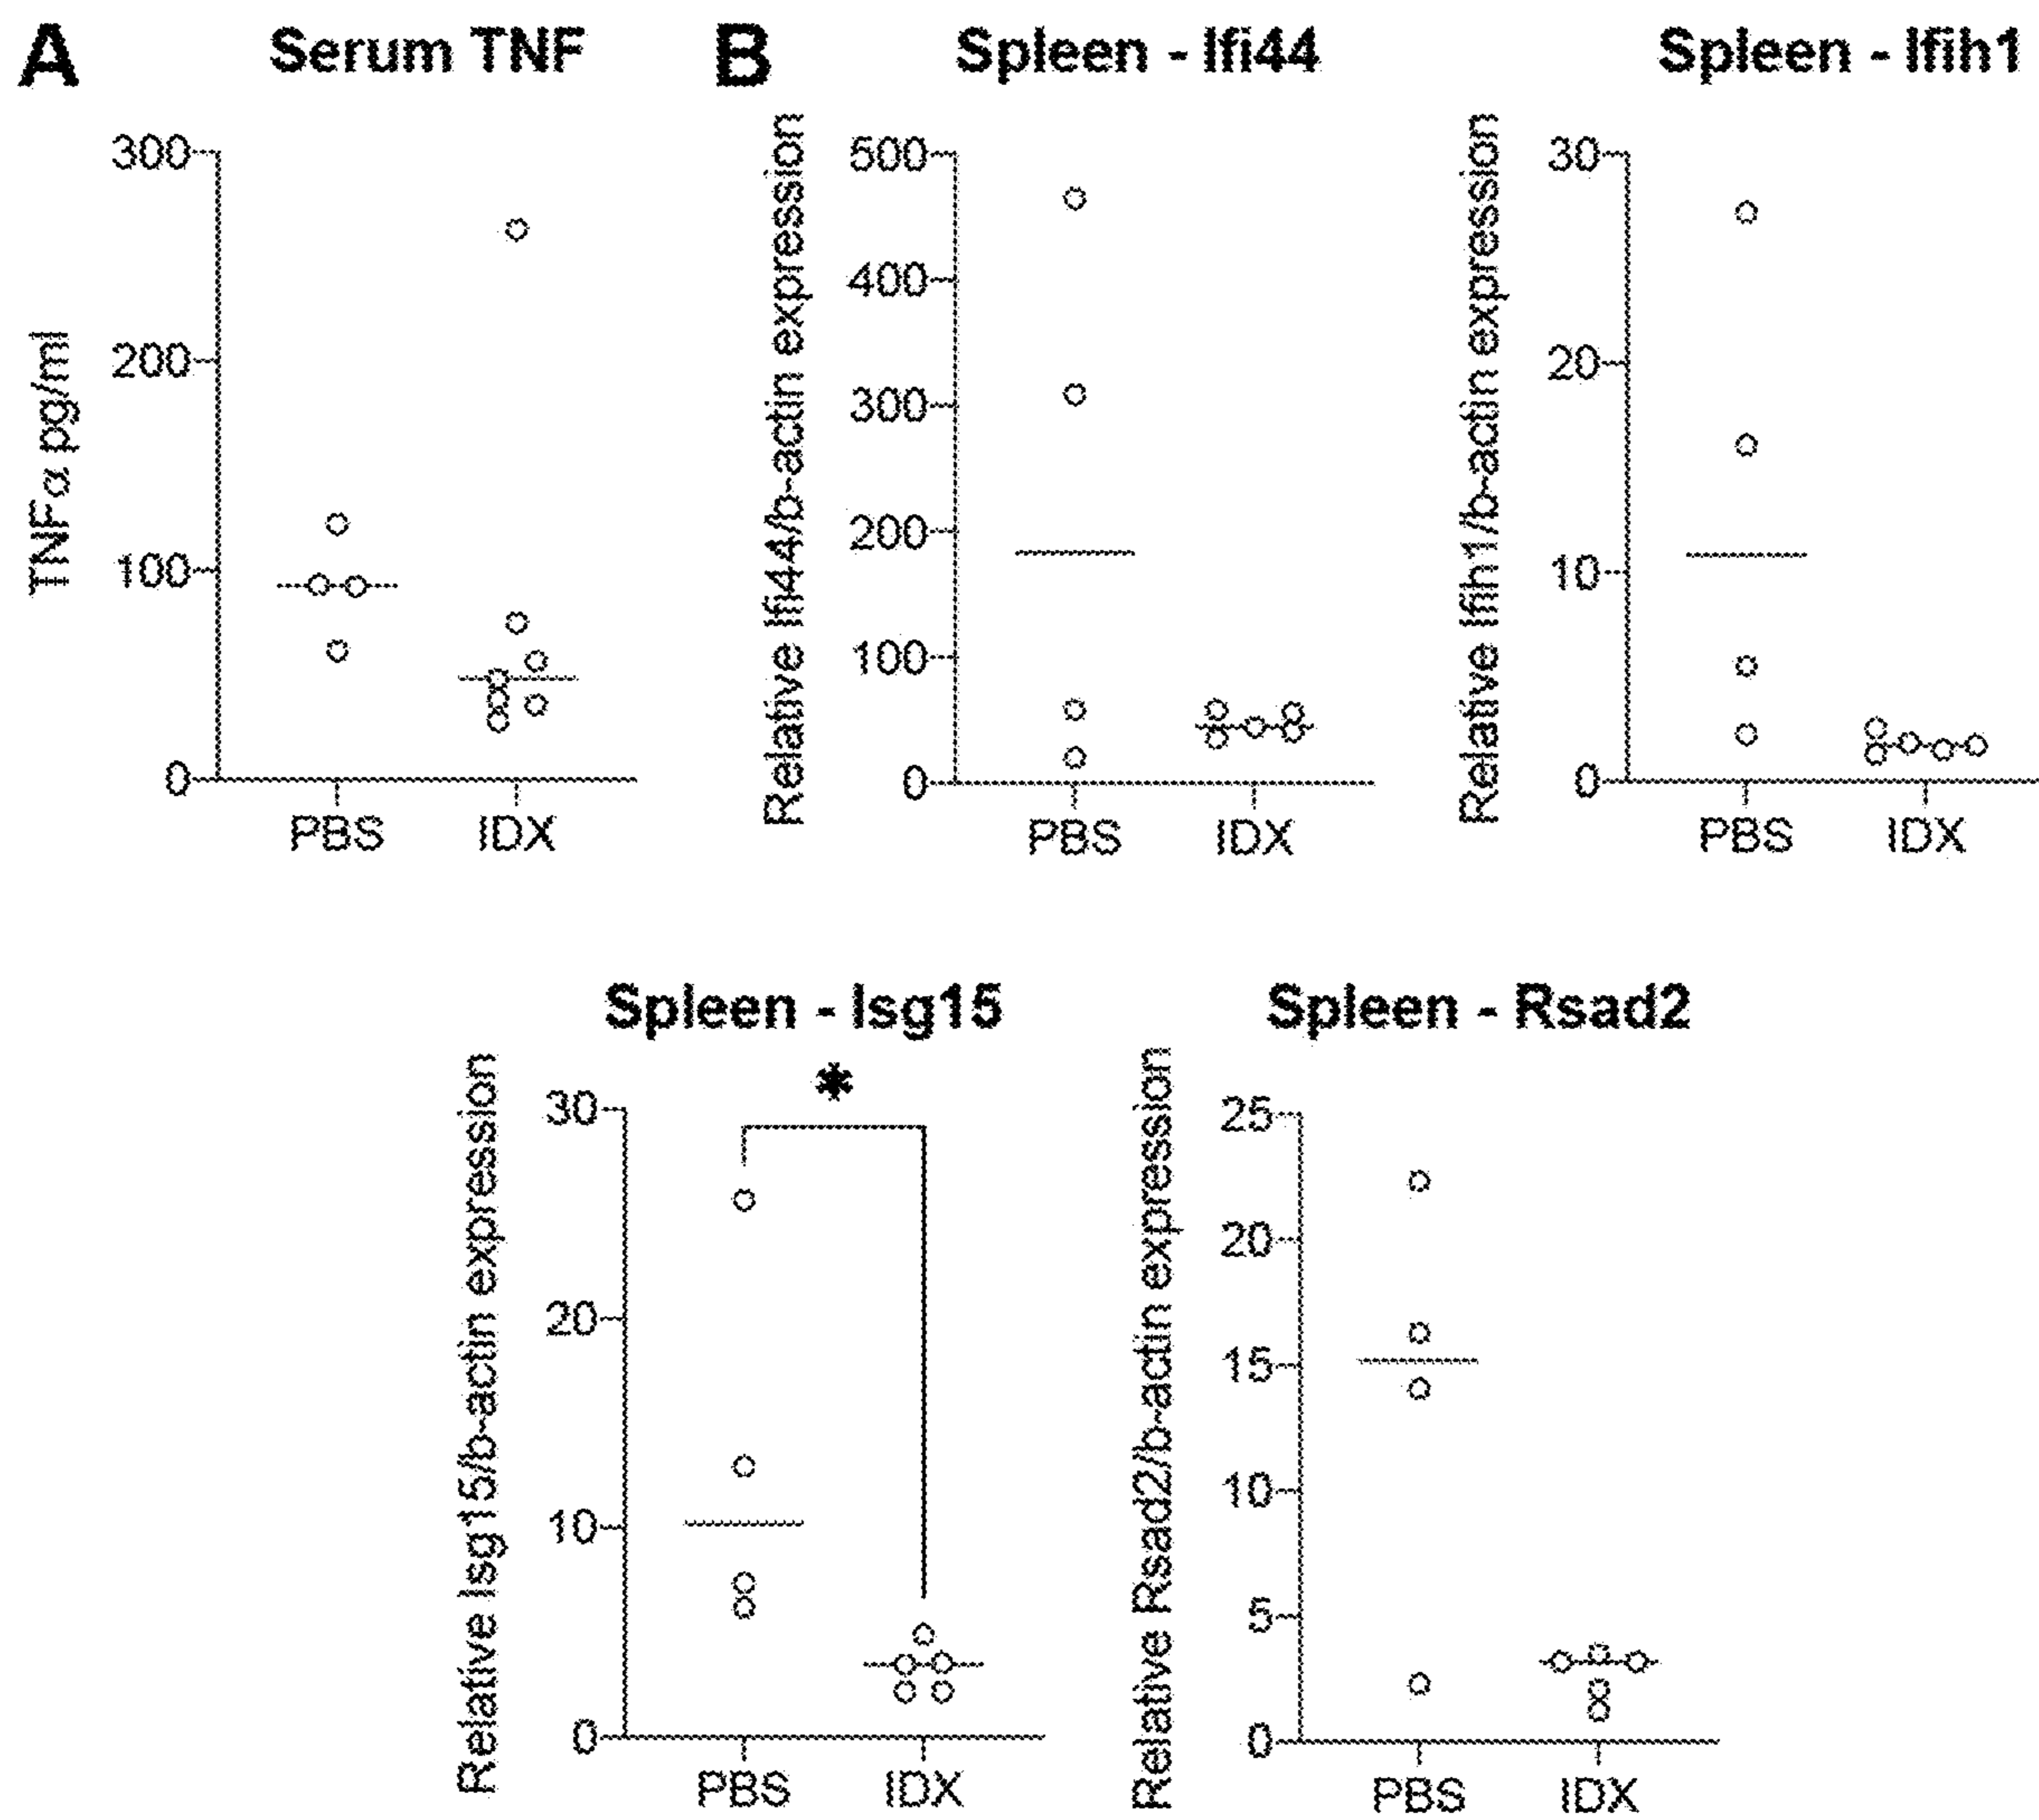 A Serum TNF
TNFα pg/ml
300
200
100
0
PBS IDX
B Spleen - Ifi44
Relative Ifi44/b-actin expression
500
400
300
200
100
0
PBS IDX
Spleen - Ifih1
Relative Ifih1/b-actin expression
30
20
10
0
PBS IDX
Spleen - Isg15
*
Relative Isg15/b-actin expression
30
20
10
0
PBS IDX
Spleen - Rsad2
Relative Rsad2/b-actin expression
25
20
15
10
5
0
PBS IDX